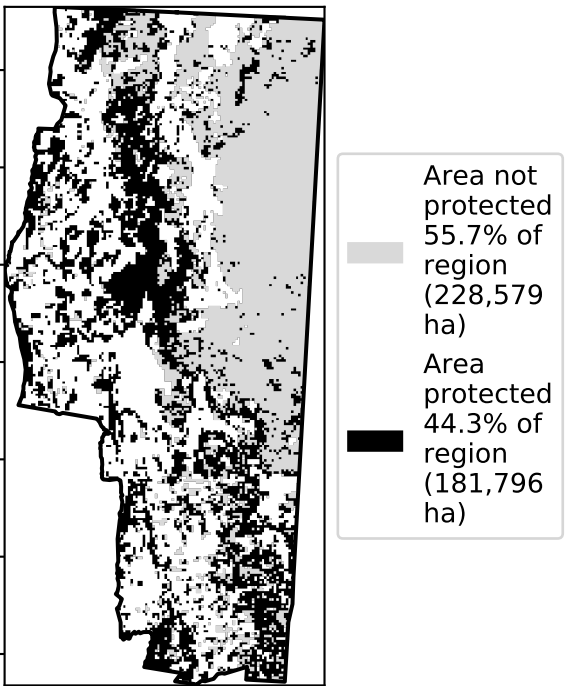 Area not
protected
55.7% of
region
(228,579
ha)
Area
protected
44.3% of
region
(181,796
ha)